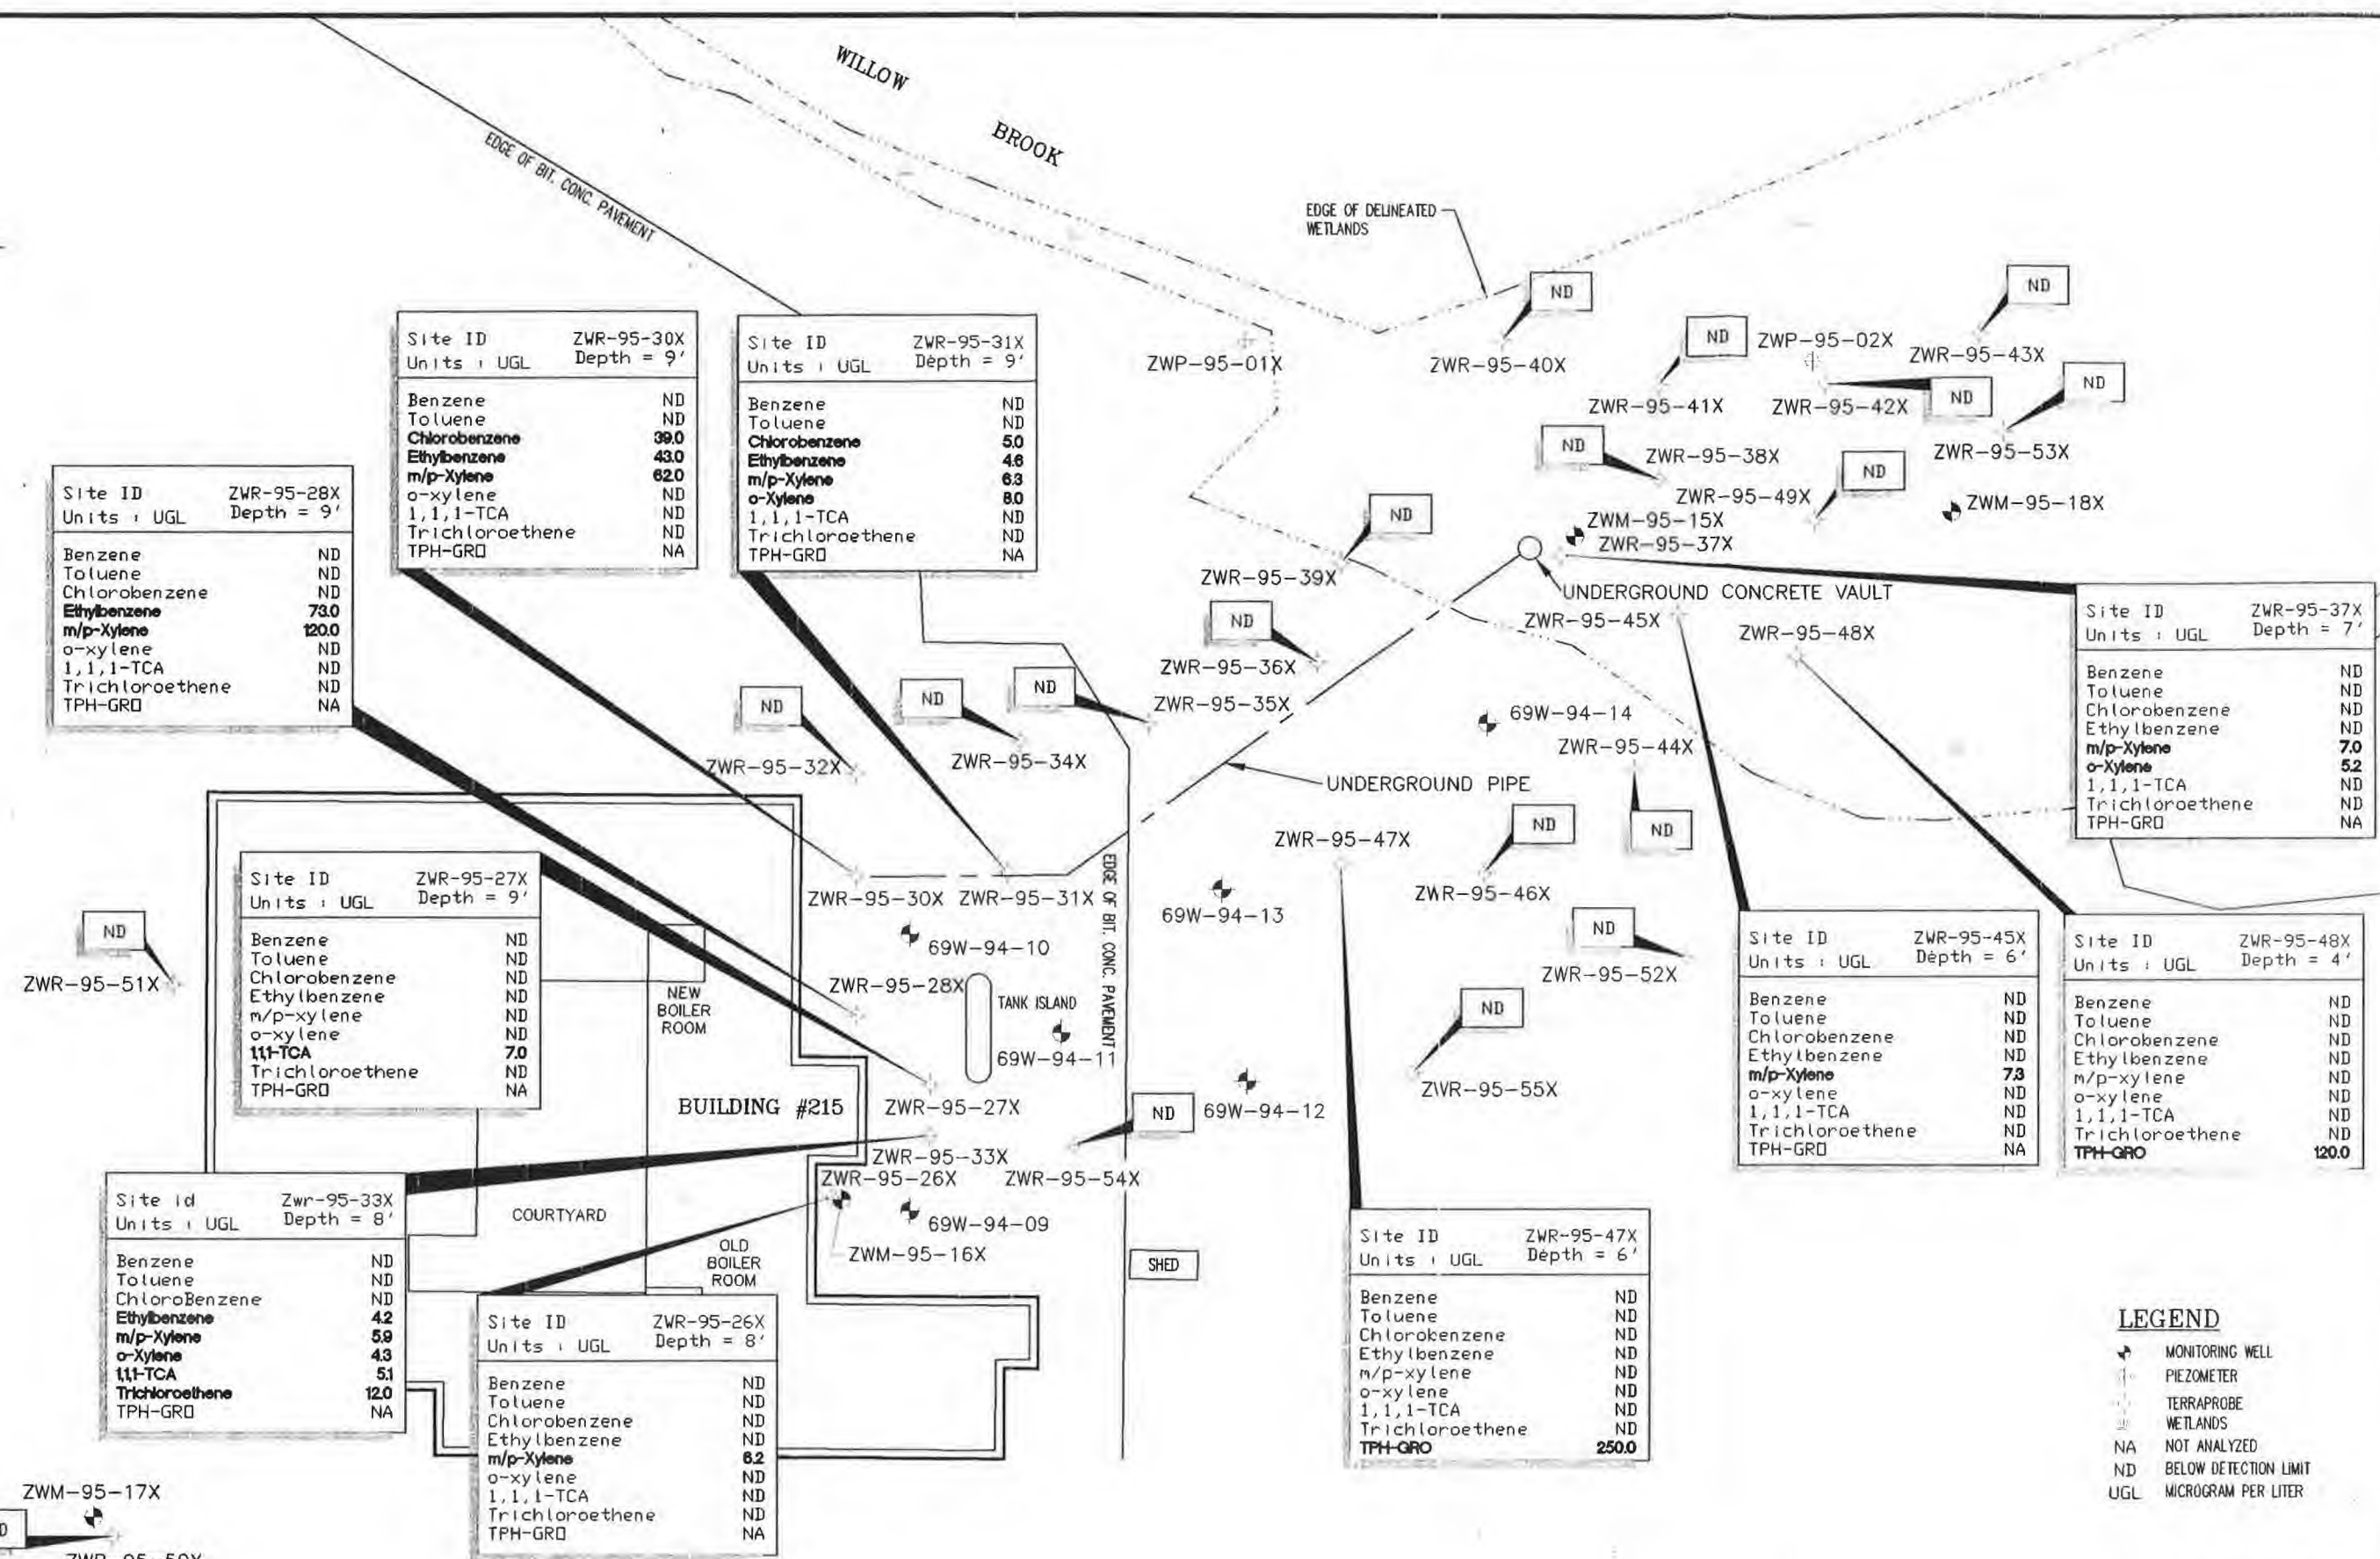 WILLOW
BROOK
EDGE OF BIT. CONC. PAVEMENT
EDGE OF DELINEATED
WETLANDS
ND
ND
ND
ND
ND
ND
ND
ZWP-95-01X
ZWR-95-40X
ZWP-95-02X
ZWR-95-43X
ZWR-95-41X
ZWR-95-42X
ZWR-95-38X
ZWR-95-53X
ZWR-95-49X
ZWM-95-15X
ZWM-95-18X
ZWR-95-37X
Site ID ZWR-95-30X
Units : UGL Depth = 9'
Benzene ND
Toluene ND
Chlorobenzene 39.0
Ethylbenzene 43.0
m/p-Xylene 62.0
o-xylene ND
1,1,1-TCA ND
Trichloroethene ND
TPH-GRO NA
Site ID ZWR-95-31X
Units : UGL Depth = 9'
Benzene ND
Toluene ND
Chlorobenzene 5.0
Ethylbenzene 4.6
m/p-Xylene 6.3
o-Xylene 8.0
1,1,1-TCA ND
Trichloroethene ND
TPH-GRO NA
Site ID ZWR-95-28X
Units : UGL Depth = 9'
Benzene ND
Toluene ND
Chlorobenzene ND
Ethylbenzene 73.0
m/p-Xylene 120.0
o-xylene ND
1,1,1-TCA ND
Trichloroethene ND
TPH-GRO NA
ND
ZWR-95-39X
UNDERGROUND CONCRETE VAULT
ZWR-95-45X
ZWR-95-48X
ND
ZWR-95-36X
ND
ZWR-95-35X
ND
ZWR-95-34X
ND
ZWR-95-32X
69W-94-14
ZWR-95-44X
ND
UNDERGROUND PIPE
Site ID ZWR-95-37X
Units : UGL Depth = 7'
Benzene ND
Toluene ND
Chlorobenzene ND
Ethylbenzene ND
m/p-Xylene 7.0
o-Xylene 5.2
1,1,1-TCA ND
Trichloroethene ND
TPH-GRO NA
ZWR-95-47X
ND
ZWR-95-46X
ND
ZWR-95-52X
ND
ZWR-95-55X
69W-94-13
69W-94-12
ZWR-95-30X
ZWR-95-31X
EDGE OF BIT. CONC. PAVEMENT
69W-94-10
ZWR-95-28X
TANK ISLAND
69W-94-11
ZWR-95-27X
NEW
BOILER
ROOM
BUILDING #215
ND
ZWR-95-51X
Site ID ZWR-95-27X
Units : UGL Depth = 9'
Benzene ND
Toluene ND
Chlorobenzene ND
Ethylbenzene ND
m/p-xylene ND
o-xylene ND
1,1,1-TCA 7.0
Trichloroethene ND
TPH-GRO NA
Site ID ZWR-95-45X
Units : UGL Depth = 6'
Benzene ND
Toluene ND
Chlorobenzene ND
Ethylbenzene ND
m/p-Xylene 7.3
o-xylene ND
1,1,1-TCA ND
Trichloroethene ND
TPH-GRO NA
Site ID ZWR-95-48X
Units : UGL Depth = 4'
Benzene ND
Toluene ND
Chlorobenzene ND
Ethylbenzene ND
m/p-xylene ND
o-xylene ND
1,1,1-TCA ND
Trichloroethene ND
TPH-GRO 120.0
ND
ZWR-95-33X
ZWR-95-26X
ZWR-95-54X
69W-94-09
ZWM-95-16X
COURTYARD
OLD
BOILER
ROOM
SHED
Site id Zwr-95-33X
Units : UGL Depth = 8'
Benzene ND
Toluene ND
ChloroBenzene ND
Ethylbenzene 4.2
m/p-Xylene 5.9
o-Xylene 4.3
1,1,1-TCA 5.1
Trichloroethene 12.0
TPH-GRO NA
Site ID ZWR-95-26X
Units : UGL Depth = 8'
Benzene ND
Toluene ND
Chlorobenzene ND
Ethylbenzene ND
m/p-Xylene 6.2
o-xylene ND
1,1,1-TCA ND
Trichloroethene ND
TPH-GRO NA
Site ID ZWR-95-47X
Units : UGL Depth = 6'
Benzene ND
Toluene ND
Chlorobenzene ND
Ethylbenzene ND
m/p-xylene ND
o-xylene ND
1,1,1-TCA ND
Trichloroethene ND
TPH-GRO 250.0
ZWM-95-17X
LEGEND
MONITORING WELL
PIEZOMETER
TERRAPROBE
WETLANDS
NA NOT ANALYZED
ND BELOW DETECTION LIMIT
UGL MICROGRAM PER LITER